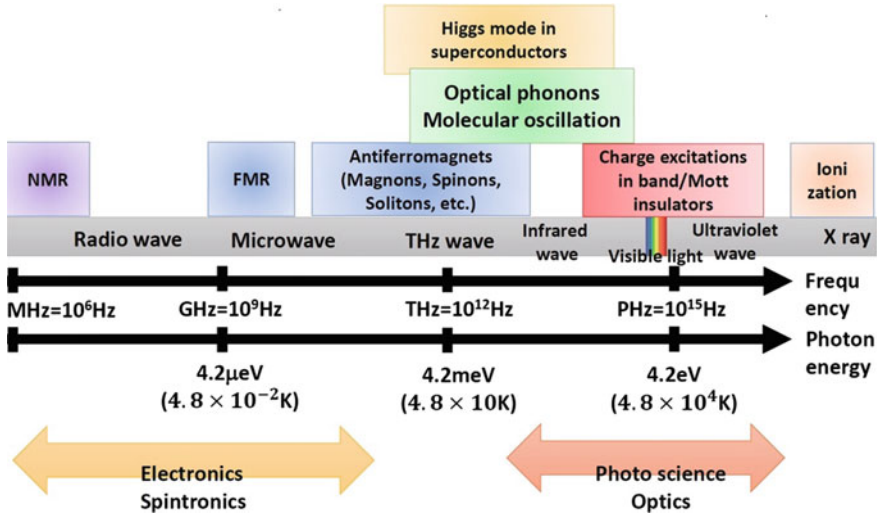 Higgs mode in
superconductors
Optical phonons
Molecular oscillation
NMR
FMR
Antiferromagnets
(Magnons, Spinons,
Solitons, etc.)
Charge excitations
in band/Mott
insulators
Ioni
zation
Radio wave
Microwave
THz wave
Infrared
wave
Visible light
Ultraviolet
wave
X ray
Frequ
ency
MHz=10⁶Hz
GHz=10⁹Hz
THz=10¹²Hz
PHz=10¹⁵Hz
Photon
energy
4.2μeV
(4.8 × 10⁻²K)
4.2meV
(4.8 × 10K)
4.2eV
(4.8 × 10⁴K)
Electronics
Spintronics
Photo science
Optics